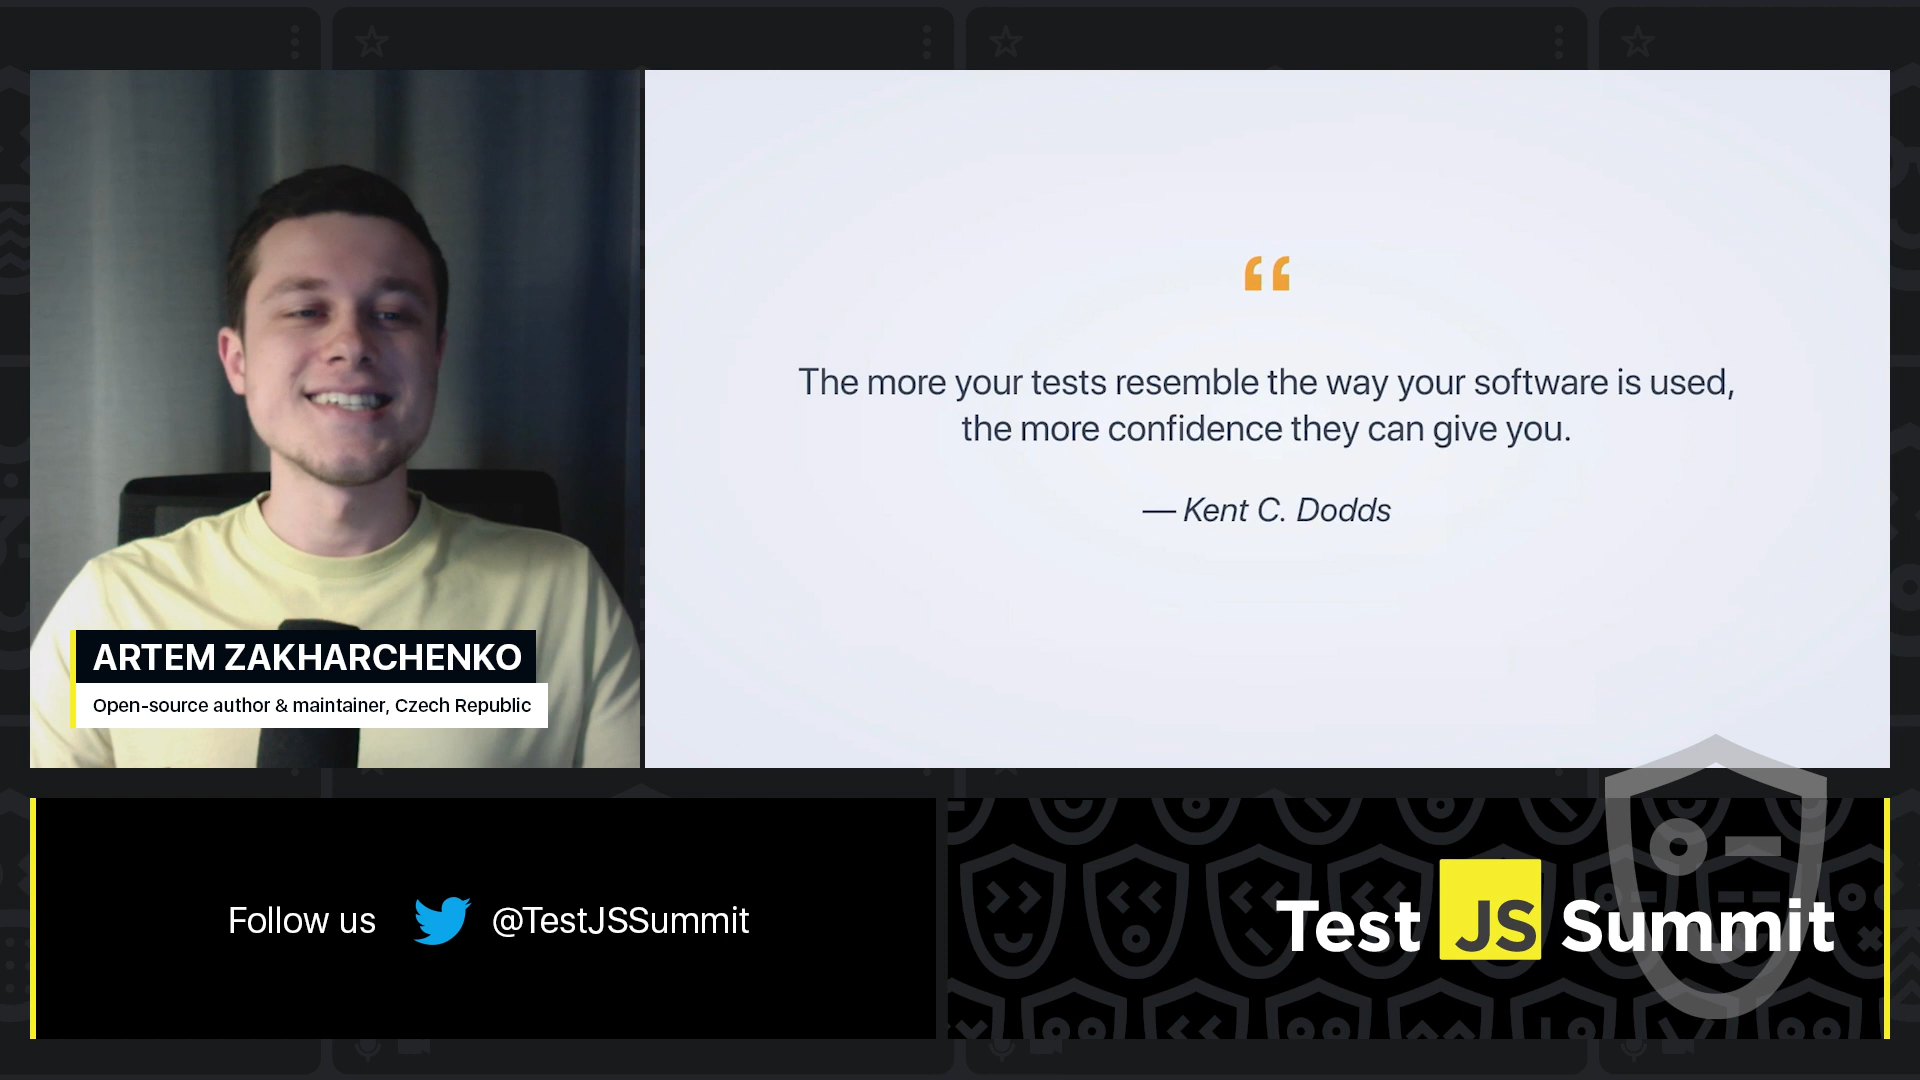 “
The more your tests resemble the way your software is used,
the more confidence they can give you.
— Kent C. Dodds
ARTEM ZAKHARCHENKO
Open-source author & maintainer, Czech Republic
Follow us @TestJSSummit
Test JS Summit